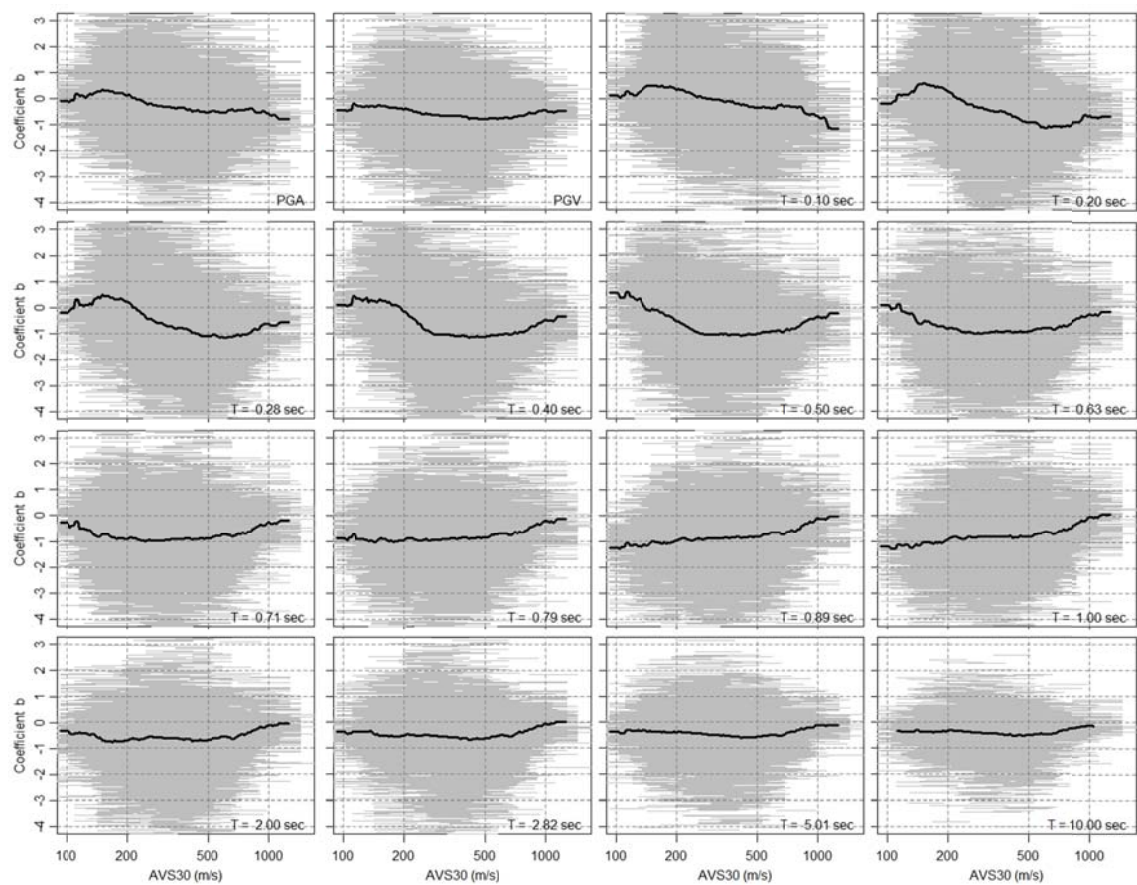 3
2
1
0
-1
-2
-3
-4
Coefficient b
PGA
PGV
T = 0.10 sec
T = 0.20 sec
3
2
1
0
-1
-2
-3
-4
Coefficient b
T = 0.28 sec
T = 0.40 sec
T = 0.50 sec
T = 0.63 sec
3
2
1
0
-1
-2
-3
-4
Coefficient b
T = 0.71 sec
T = 0.79 sec
T = 0.89 sec
T = 1.00 sec
3
2
1
0
-1
-2
-3
-4
Coefficient b
T = 2.00 sec
T = 2.82 sec
T = 5.01 sec
T = 10.00 sec
100 200 500 1000 100 200 500 1000 100 200 500 1000 100 200 500 1000
AVS30 (m/s) AVS30 (m/s) AVS30 (m/s) AVS30 (m/s)